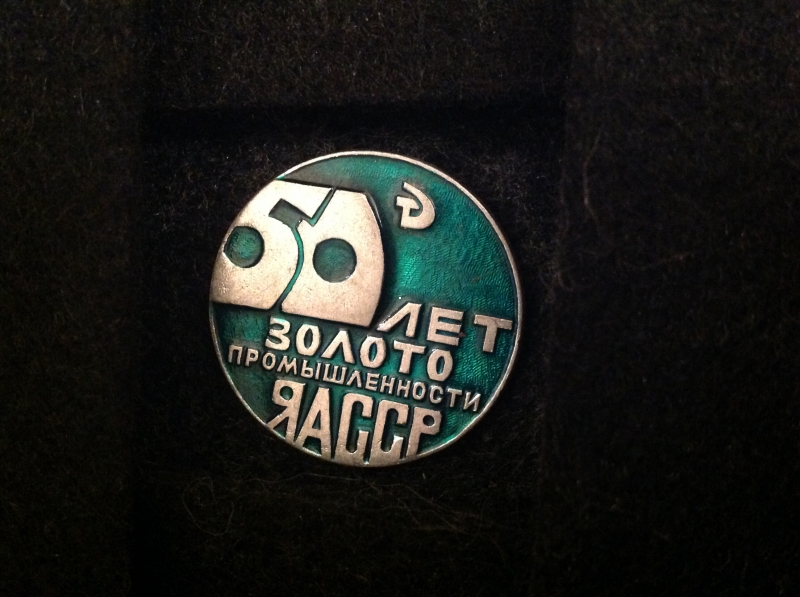 50
ЛЕТ
ЗОЛОТО
ПРОМЫШЛЕННОСТИ
ЯАССР